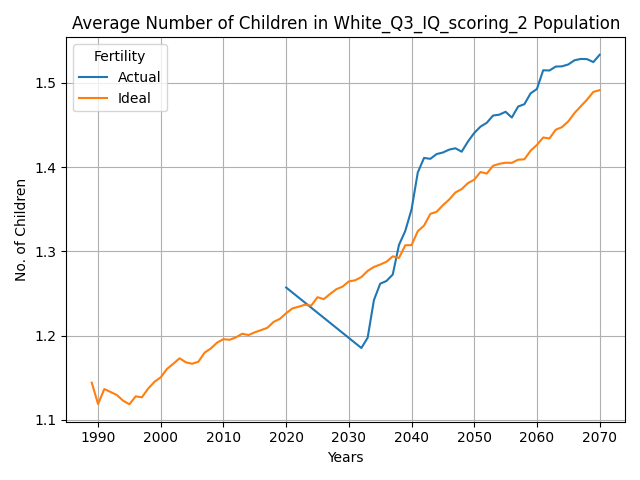 Average Number of Children in White_Q3_IQ_scoring_2 Population
Fertility
Actual
Ideal
No. of Children
1.5
1.4
1.3
1.2
1.1
1990 2000 2010 2020 2030 2040 2050 2060 2070
Years